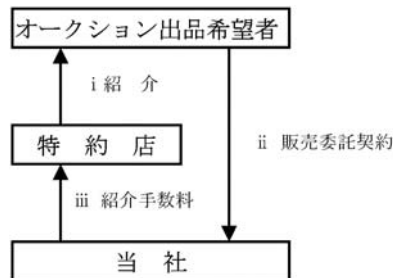 オークション出品希望者
ⅰ 紹　介
特　約　店
ⅱ 販売委託契約
ⅲ 紹介手数料
当　社